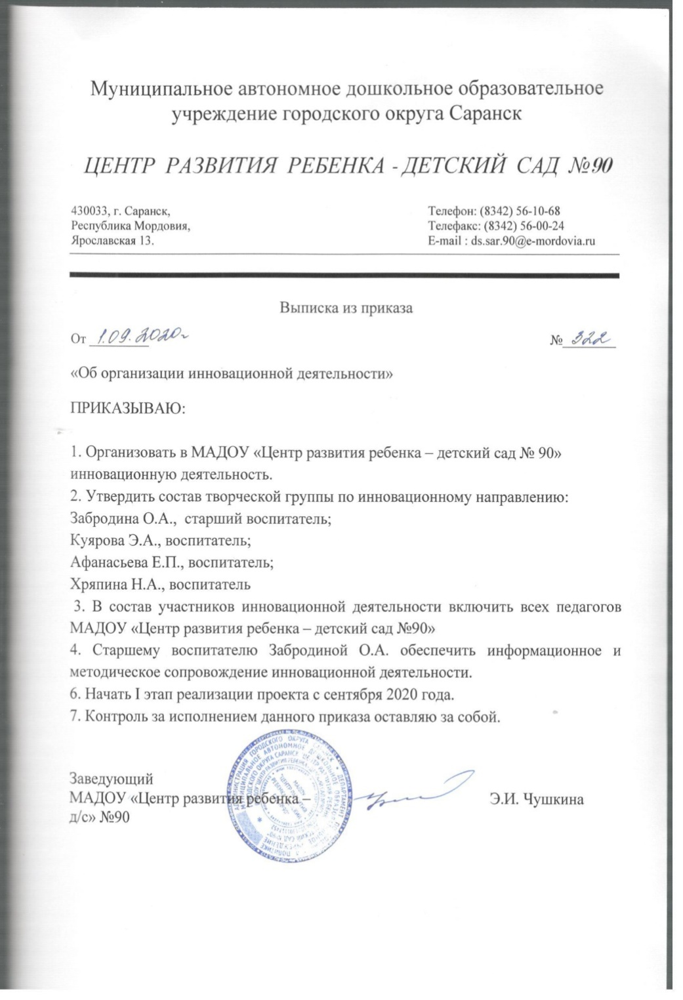 Муниципальное автономное дошкольное образовательное
учреждение городского округа Саранск
ЦЕНТР РАЗВИТИЯ РЕБЕНКА - ДЕТСКИЙ САД №90
430033, г. Саранск,
Республика Мордовия,
Ярославская 13.
Телефон: (8342) 56-10-68
Телефакс: (8342) 56-00-24
E-mail : ds.sar.90@e-mordovia.ru
Выписка из приказа
От 1.09.2020г
№ 322
«Об организации инновационной деятельности»
ПРИКАЗЫВАЮ:
1. Организовать в МАДОУ «Центр развития ребенка – детский сад № 90»
инновационную деятельность.
2. Утвердить состав творческой группы по инновационному направлению:
Забродина О.А., старший воспитатель;
Куярова Э.А., воспитатель;
Афанасьева Е.П., воспитатель;
Хряпина Н.А., воспитатель
3. В состав участников инновационной деятельности включить всех педагогов
МАДОУ «Центр развития ребенка – детский сад №90»
4. Старшему воспитателю Забродиной О.А. обеспечить информационное и
методическое сопровождение инновационной деятельности.
6. Начать I этап реализации проекта с сентября 2020 года.
7. Контроль за исполнением данного приказа оставляю за собой.
Заведующий
МАДОУ «Центр развития ребенка –
д/с» №90
Э.И. Чушкина